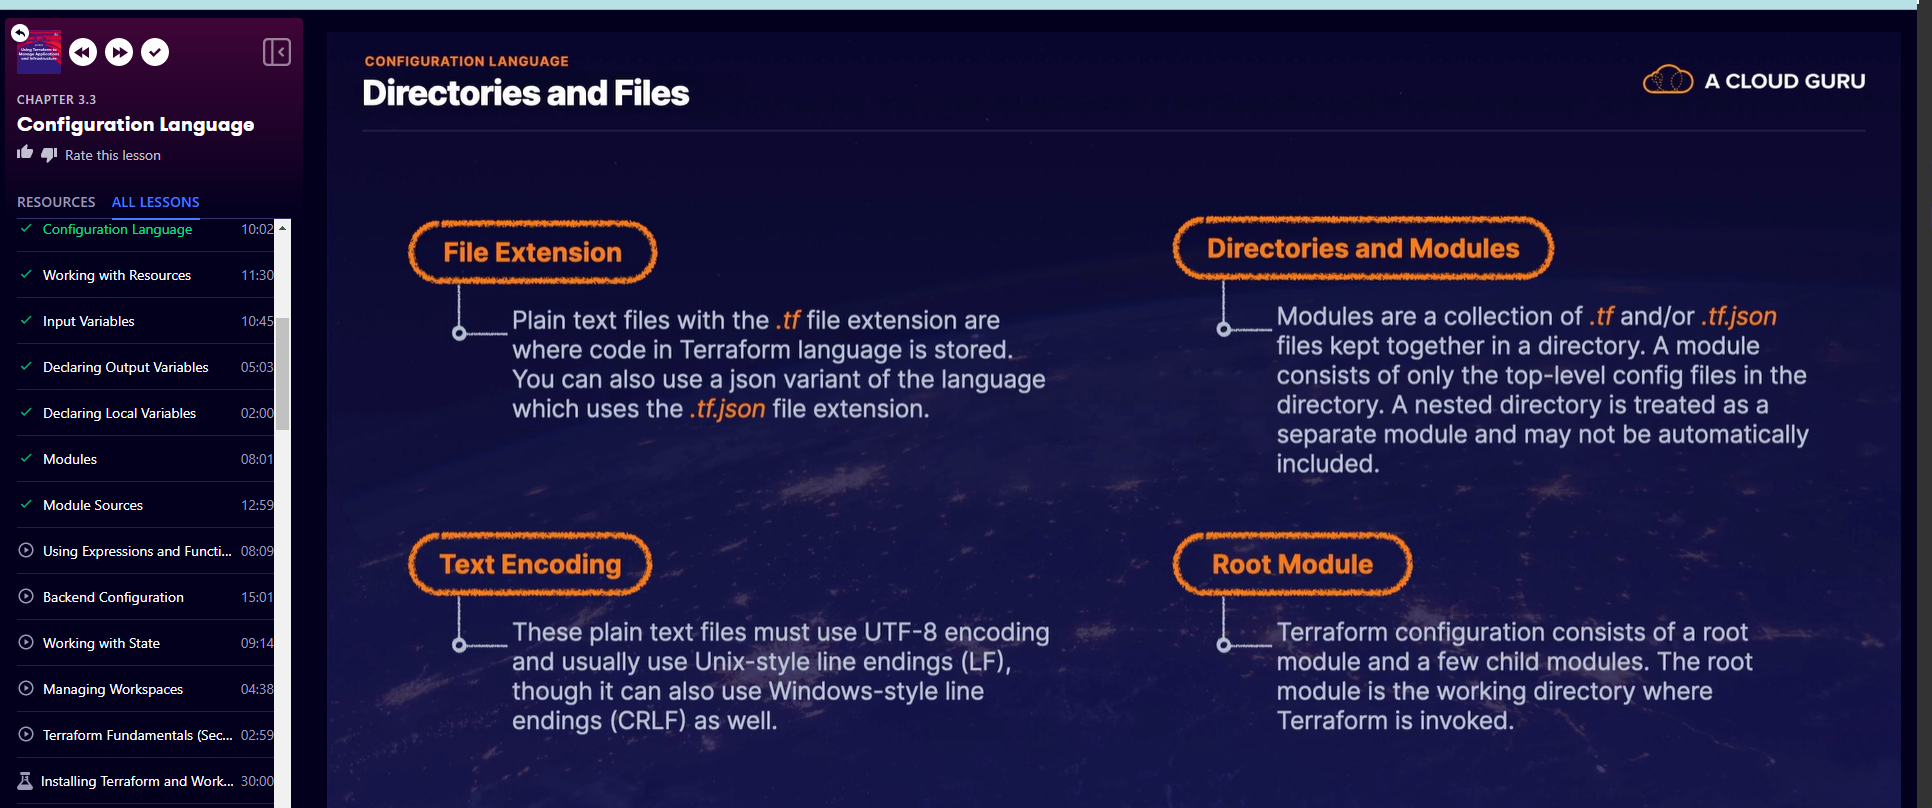 CHAPTER 3.3
Configuration Language
Rate this lesson
RESOURCES ALL LESSONS
Configuration Language 10:02
Working with Resources 11:30
Input Variables 10:45
Declaring Output Variables 05:03
Declaring Local Variables 02:00
Modules 08:01
Module Sources 12:59
Using Expressions and Functi... 08:09
Backend Configuration 15:01
Working with State 09:14
Managing Workspaces 04:38
Terraform Fundamentals (Sec... 02:59
Installing Terraform and Work... 30:00
CONFIGURATION LANGUAGE
Directories and Files
A CLOUD GURU
File Extension
Plain text files with the .tf file extension are
where code in Terraform language is stored.
You can also use a json variant of the language
which uses the .tf.json file extension.
Directories and Modules
Modules are a collection of .tf and/or .tf.json
files kept together in a directory. A module
consists of only the top-level config files in the
directory. A nested directory is treated as a
separate module and may not be automatically
included.
Text Encoding
These plain text files must use UTF-8 encoding
and usually use Unix-style line endings (LF),
though it can also use Windows-style line
endings (CRLF) as well.
Root Module
Terraform configuration consists of a root
module and a few child modules. The root
module is the working directory where
Terraform is invoked.